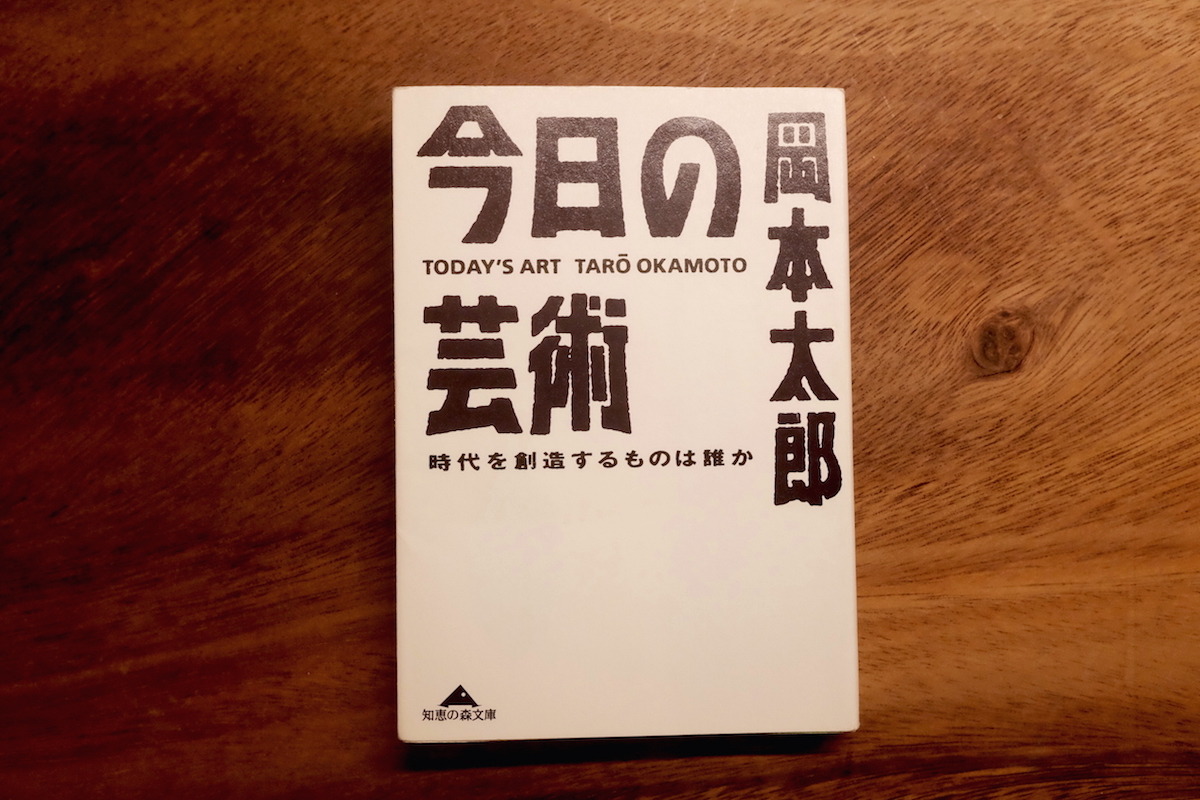 今日の
TODAY'S ART TARŌ OKAMOTO
芸術
時代を創造するものは誰か
岡本太郎
知恵の森文庫